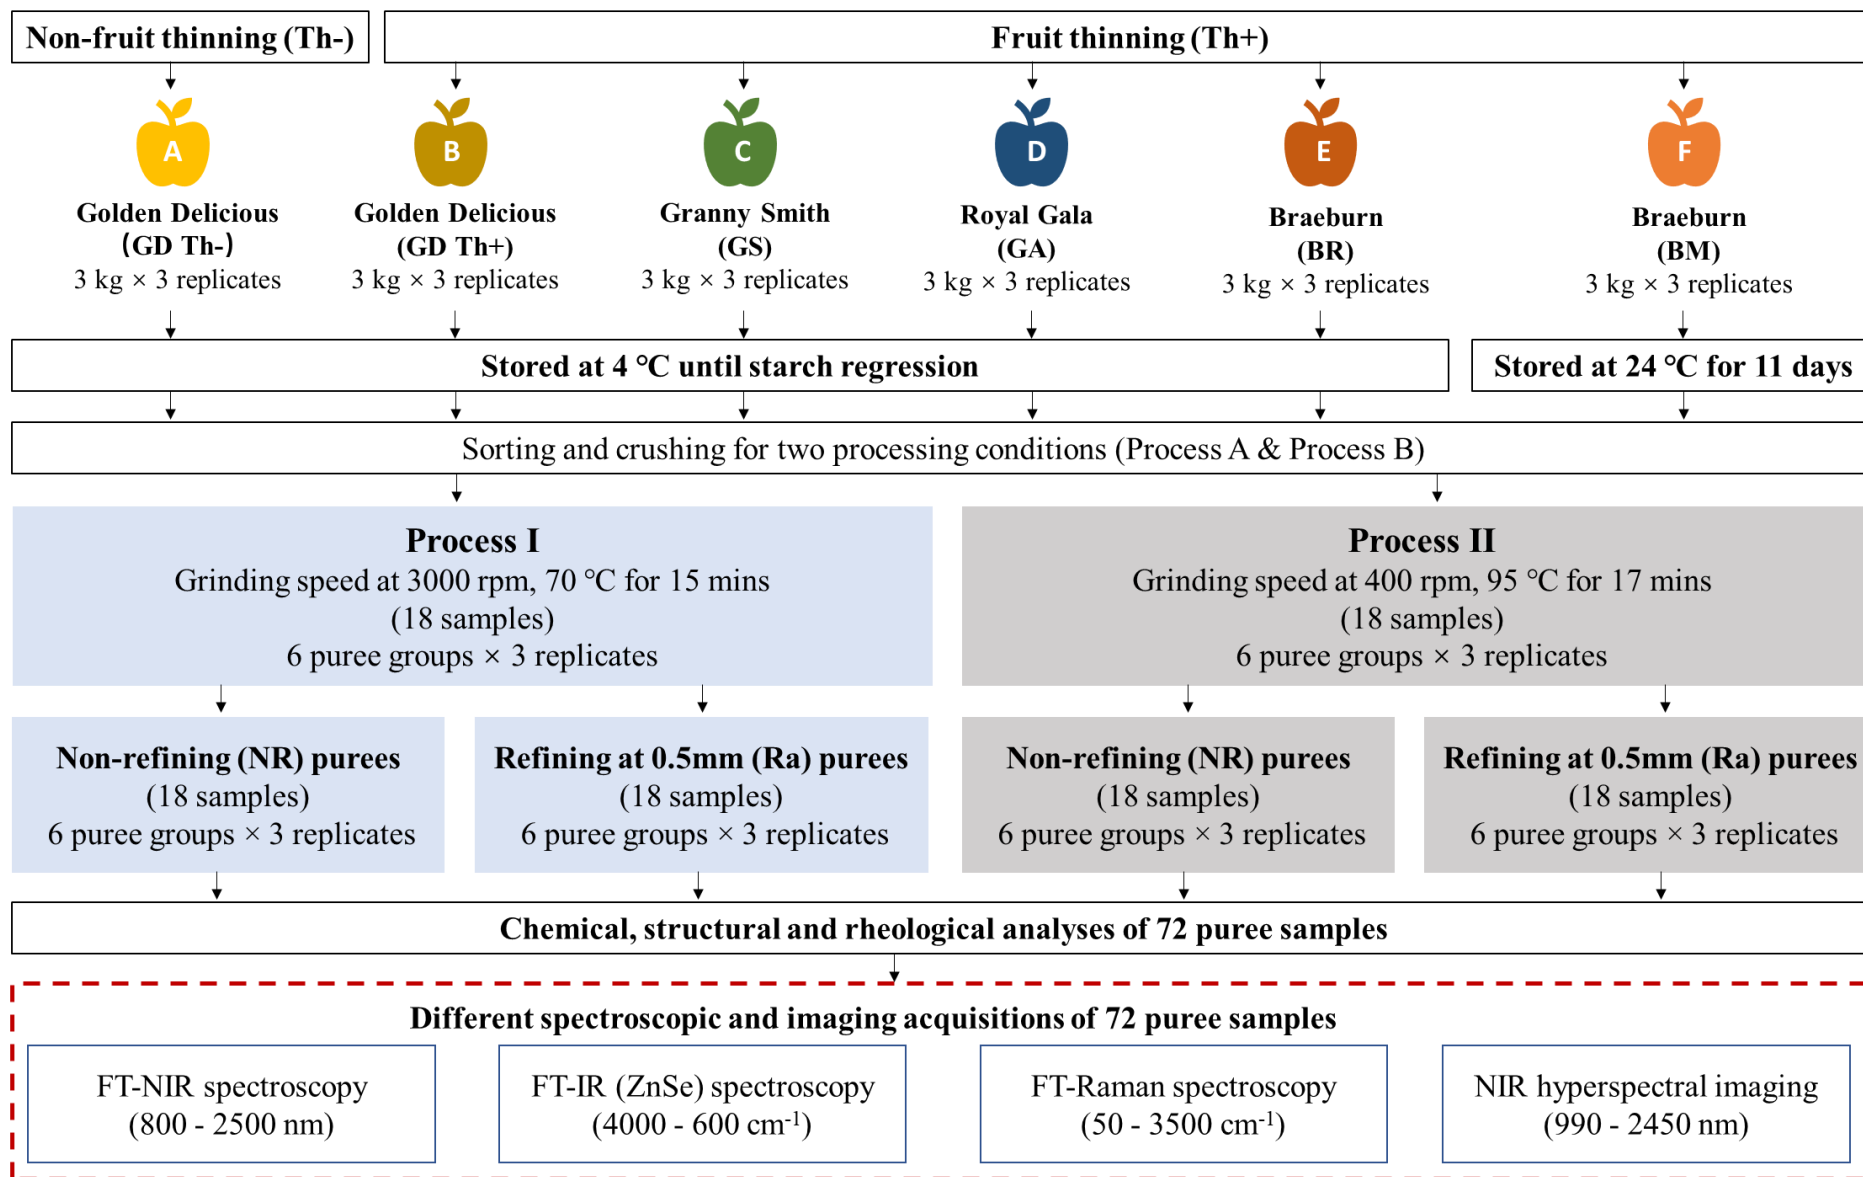 Non-fruit thinning (Th-)
Fruit thinning (Th+)
A
B
C
D
E
F
Golden Delicious
(GD Th-)
3 kg × 3 replicates
Golden Delicious
(GD Th+)
3 kg × 3 replicates
Granny Smith
(GS)
3 kg × 3 replicates
Royal Gala
(GA)
3 kg × 3 replicates
Braeburn
(BR)
3 kg × 3 replicates
Braeburn
(BM)
3 kg × 3 replicates
Stored at 4 °C until starch regression
Stored at 24 °C for 11 days
Sorting and crushing for two processing conditions (Process A & Process B)
Process I
Grinding speed at 3000 rpm, 70 °C for 15 mins
(18 samples)
6 puree groups × 3 replicates
Process II
Grinding speed at 400 rpm, 95 °C for 17 mins
(18 samples)
6 puree groups × 3 replicates
Non-refining (NR) purees
(18 samples)
6 puree groups × 3 replicates
Refining at 0.5mm (Ra) purees
(18 samples)
6 puree groups × 3 replicates
Non-refining (NR) purees
(18 samples)
6 puree groups × 3 replicates
Refining at 0.5mm (Ra) purees
(18 samples)
6 puree groups × 3 replicates
Chemical, structural and rheological analyses of 72 puree samples
Different spectroscopic and imaging acquisitions of 72 puree samples
FT-NIR spectroscopy
(800 - 2500 nm)
FT-IR (ZnSe) spectroscopy
(4000 - 600 cm⁻¹)
FT-Raman spectroscopy
(50 - 3500 cm⁻¹)
NIR hyperspectral imaging
(990 - 2450 nm)